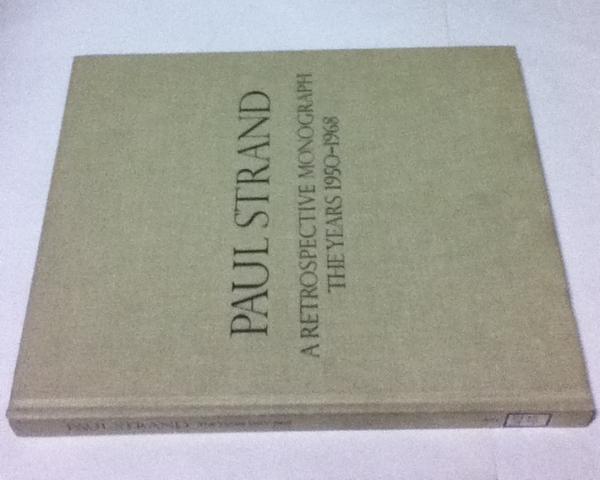 PAUL STRAND
A RETROSPECTIVE MONOGRAPH
THE YEARS 1950–1968
PAUL STRAND